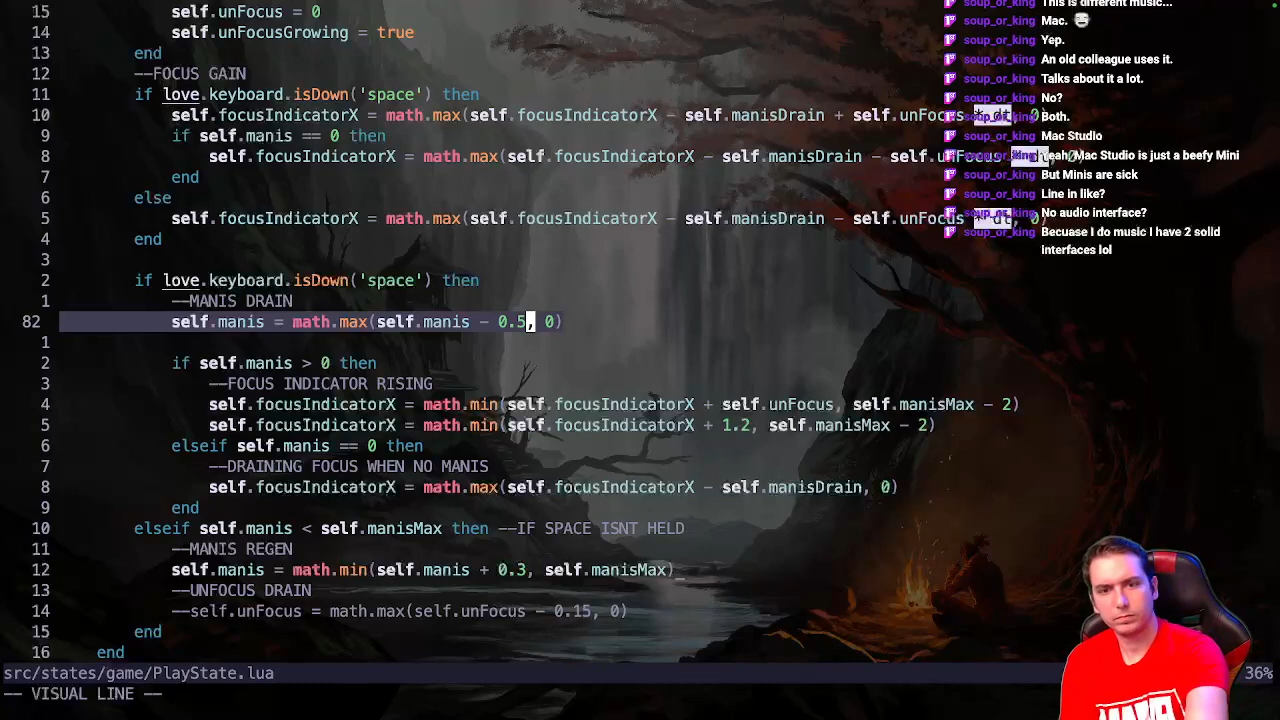 15 self.unFocus = 0
14 self.unFocusGrowing = true
13 end
12 --FOCUS GAIN
11 if love.keyboard.isDown('space') then
10 self.focusIndicatorX = math.max(self.focusIndicatorX - self.manisDrain + self.unFocus * dt, 0)
9 if self.manis == 0 then
8 self.focusIndicatorX = math.max(self.focusIndicatorX - self.manisDrain - self.unFocus * dt, 0)
7 end
6 else
5 self.focusIndicatorX = math.max(self.focusIndicatorX - self.manisDrain - self.unFocus * dt, 0)
4 end
3
2 if love.keyboard.isDown('space') then
1 --MANIS DRAIN
82 self.manis = math.max(self.manis - 0.5, 0)
1
2 if self.manis > 0 then
3 --FOCUS INDICATOR RISING
4 self.focusIndicatorX = math.min(self.focusIndicatorX + self.unFocus, self.manisMax - 2)
5 self.focusIndicatorX = math.min(self.focusIndicatorX + 1.2, self.manisMax - 2)
6 elseif self.manis == 0 then
7 --DRAINING FOCUS WHEN NO MANIS
8 self.focusIndicatorX = math.max(self.focusIndicatorX - self.manisDrain, 0)
9 end
10 elseif self.manis < self.manisMax then --IF SPACE ISNT HELD
11 --MANIS REGEN
12 self.manis = math.min(self.manis + 0.3, self.manisMax)_
13 --UNFOCUS DRAIN
14 --self.unFocus = math.max(self.unFocus - 0.15, 0)
15 end
16 end
src/states/game/PlayState.lua 36%
-- VISUAL LINE --
soup_or_king This is different music...
soup_or_king Mac.
soup_or_king Yep.
soup_or_king An old colleague uses it.
soup_or_king Talks about it a lot.
soup_or_king No?
soup_or_king Both.
soup_or_king Mac Studio
soup_or_king Yeah, Mac Studio is just a beefy Mini
soup_or_king But Minis are sick
soup_or_king Line in like?
soup_or_king No audio interface?
soup_or_king Becuase I do music I have 2 solid
interfaces lol